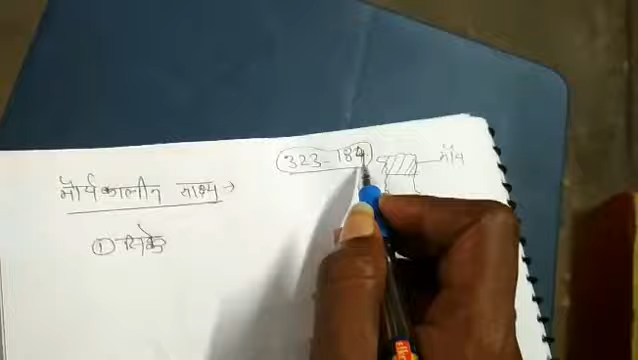 323-184 मौर्य
मौर्यकालीन साक्ष्य →
① सिक्के